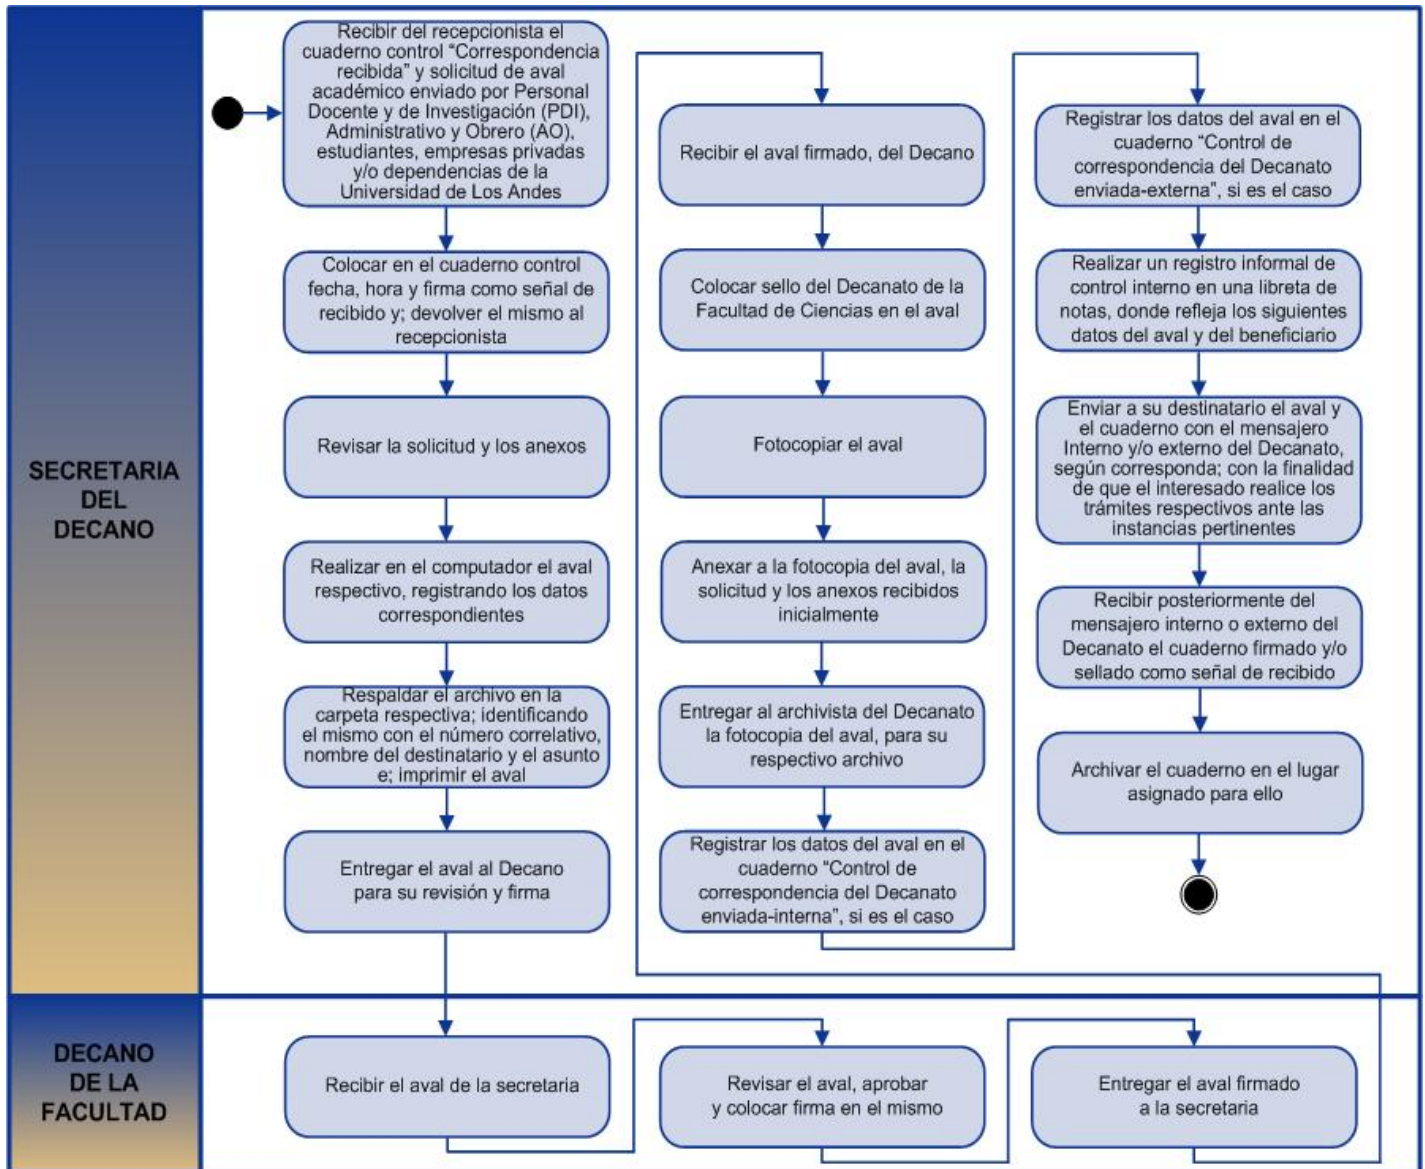 SECRETARIA
DEL
DECANO
Recibir del recepcionista el
cuaderno control “Correspondencia
recibida” y solicitud de aval
académico enviado por Personal
Docente y de Investigación (PDI),
Administrativo y Obrero (AO),
estudiantes, empresas privadas
y/o dependencias de la
Universidad de Los Andes
Colocar en el cuaderno control
fecha, hora y firma como señal de
recibido y; devolver el mismo al
recepcionista
Revisar la solicitud y los anexos
Realizar en el computador el aval
respectivo, registrando los datos
correspondientes
Respaldar el archivo en la
carpeta respectiva; identificando
el mismo con el número correlativo,
nombre del destinatario y el asunto
e; imprimir el aval
Entregar el aval al Decano
para su revisión y firma
DECANO
DE LA
FACULTAD
Recibir el aval de la secretaria
Revisar el aval, aprobar
y colocar firma en el mismo
Entregar el aval firmado
a la secretaria
Recibir el aval firmado, del Decano
Colocar sello del Decanato de la
Facultad de Ciencias en el aval
Fotocopiar el aval
Anexar a la fotocopia del aval, la
solicitud y los anexos recibidos
inicialmente
Entregar al archivista del Decanato
la fotocopia del aval, para su
respectivo archivo
Registrar los datos del aval en el
cuaderno “Control de
correspondencia del Decanato
enviada-interna”, si es el caso
Registrar los datos del aval en el
cuaderno “Control de
correspondencia del Decanato
enviada-externa”, si es el caso
Realizar un registro informal de
control interno en una libreta de
notas, donde refleja los siguientes
datos del aval y del beneficiario
Enviar a su destinatario el aval y
el cuaderno con el mensajero
Interno y/o externo del Decanato,
según corresponda; con la finalidad
de que el interesado realice los
trámites respectivos ante las
instancias pertinentes
Recibir posteriormente del
mensajero interno o externo del
Decanato el cuaderno firmado y/o
sellado como señal de recibido
Archivar el cuaderno en el lugar
asignado para ello